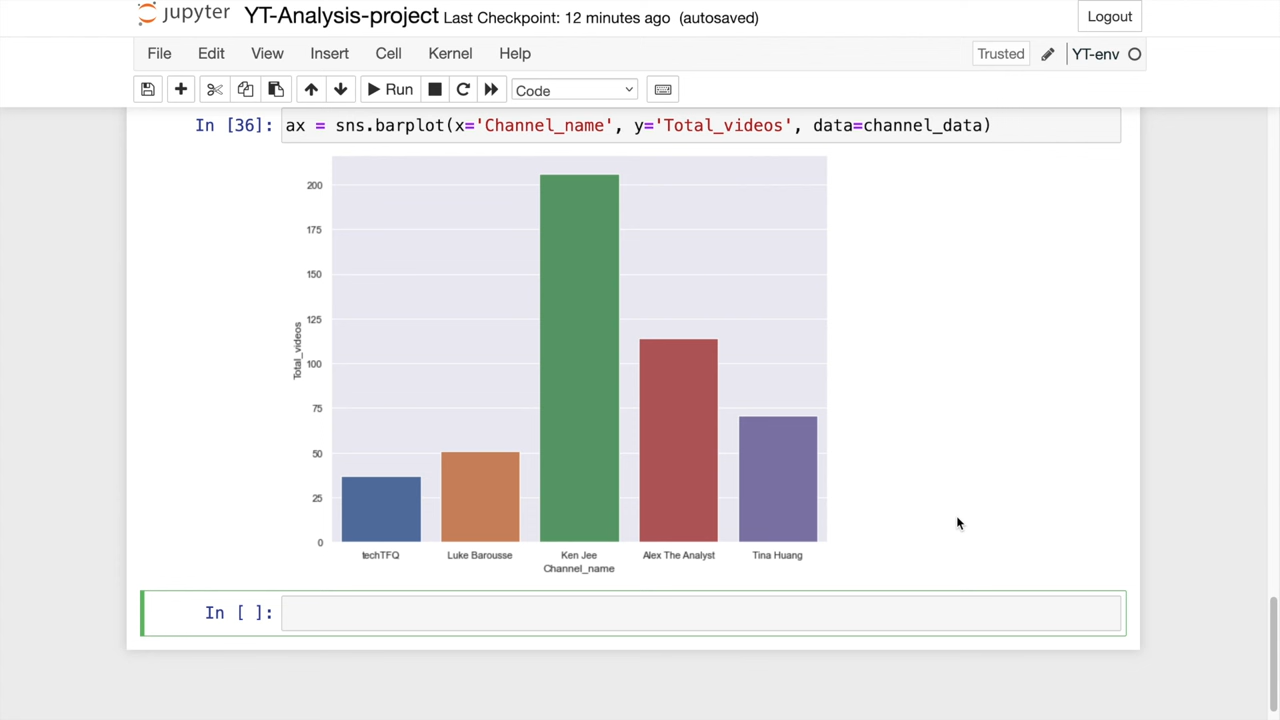 jupyter YT-Analysis-project Last Checkpoint: 12 minutes ago (autosaved) Logout
File Edit View Insert Cell Kernel Help Trusted YT-env
Run Code
In [36]: ax = sns.barplot(x='Channel_name', y='Total_videos', data=channel_data)
200
175
150
125
100
75
50
25
0
Total_videos
techTFQ Luke Barousse Ken Jee Alex The Analyst Tina Huang
Channel_name
In [ ]: